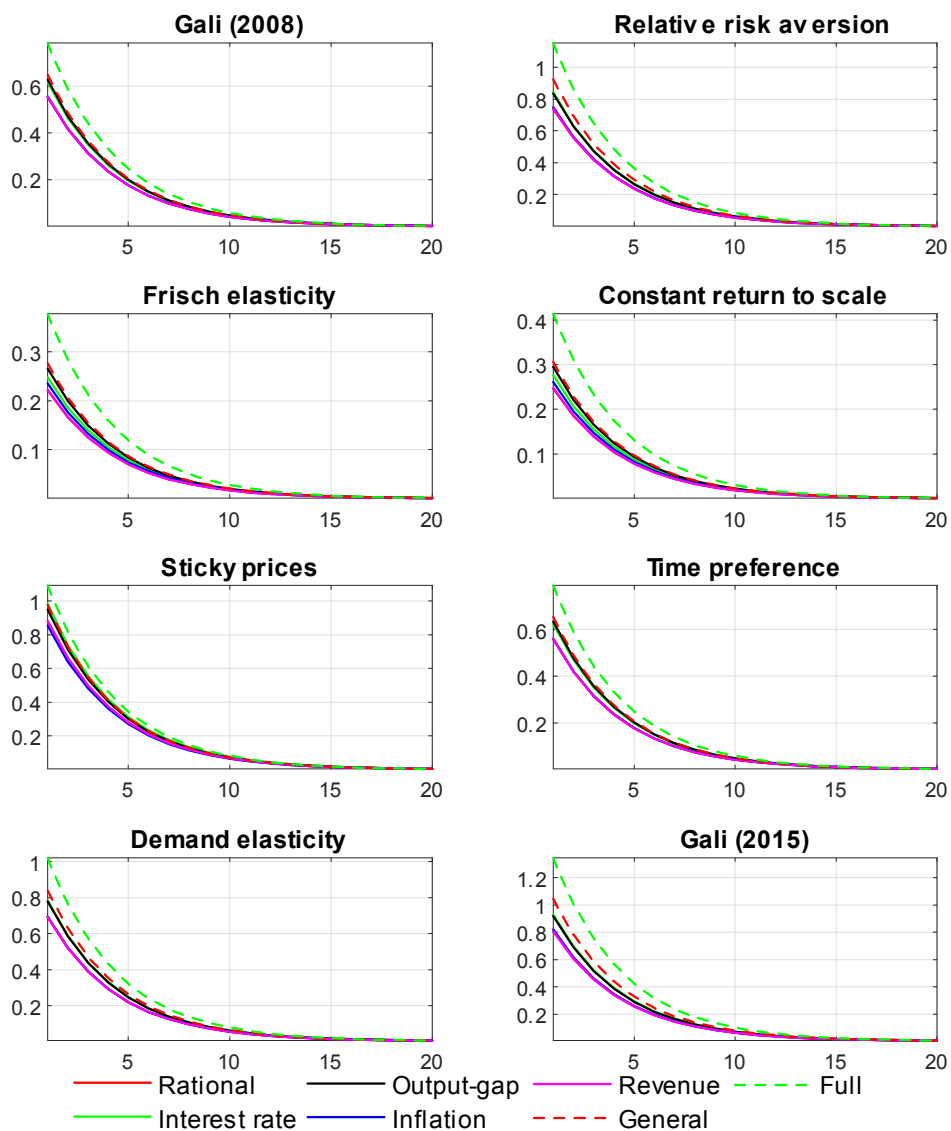 Gali (2008)
0.6
0.4
0.2
5 10 15 20
Relative risk aversion
1
0.8
0.6
0.4
0.2
5 10 15 20
Frisch elasticity
0.3
0.2
0.1
5 10 15 20
Constant return to scale
0.4
0.3
0.2
0.1
5 10 15 20
Sticky prices
1
0.8
0.6
0.4
0.2
5 10 15 20
Time preference
0.6
0.4
0.2
5 10 15 20
Demand elasticity
1
0.8
0.6
0.4
0.2
5 10 15 20
Gali (2015)
1.2
1
0.8
0.6
0.4
0.2
5 10 15 20
Rational Output-gap Revenue Full
Interest rate Inflation General